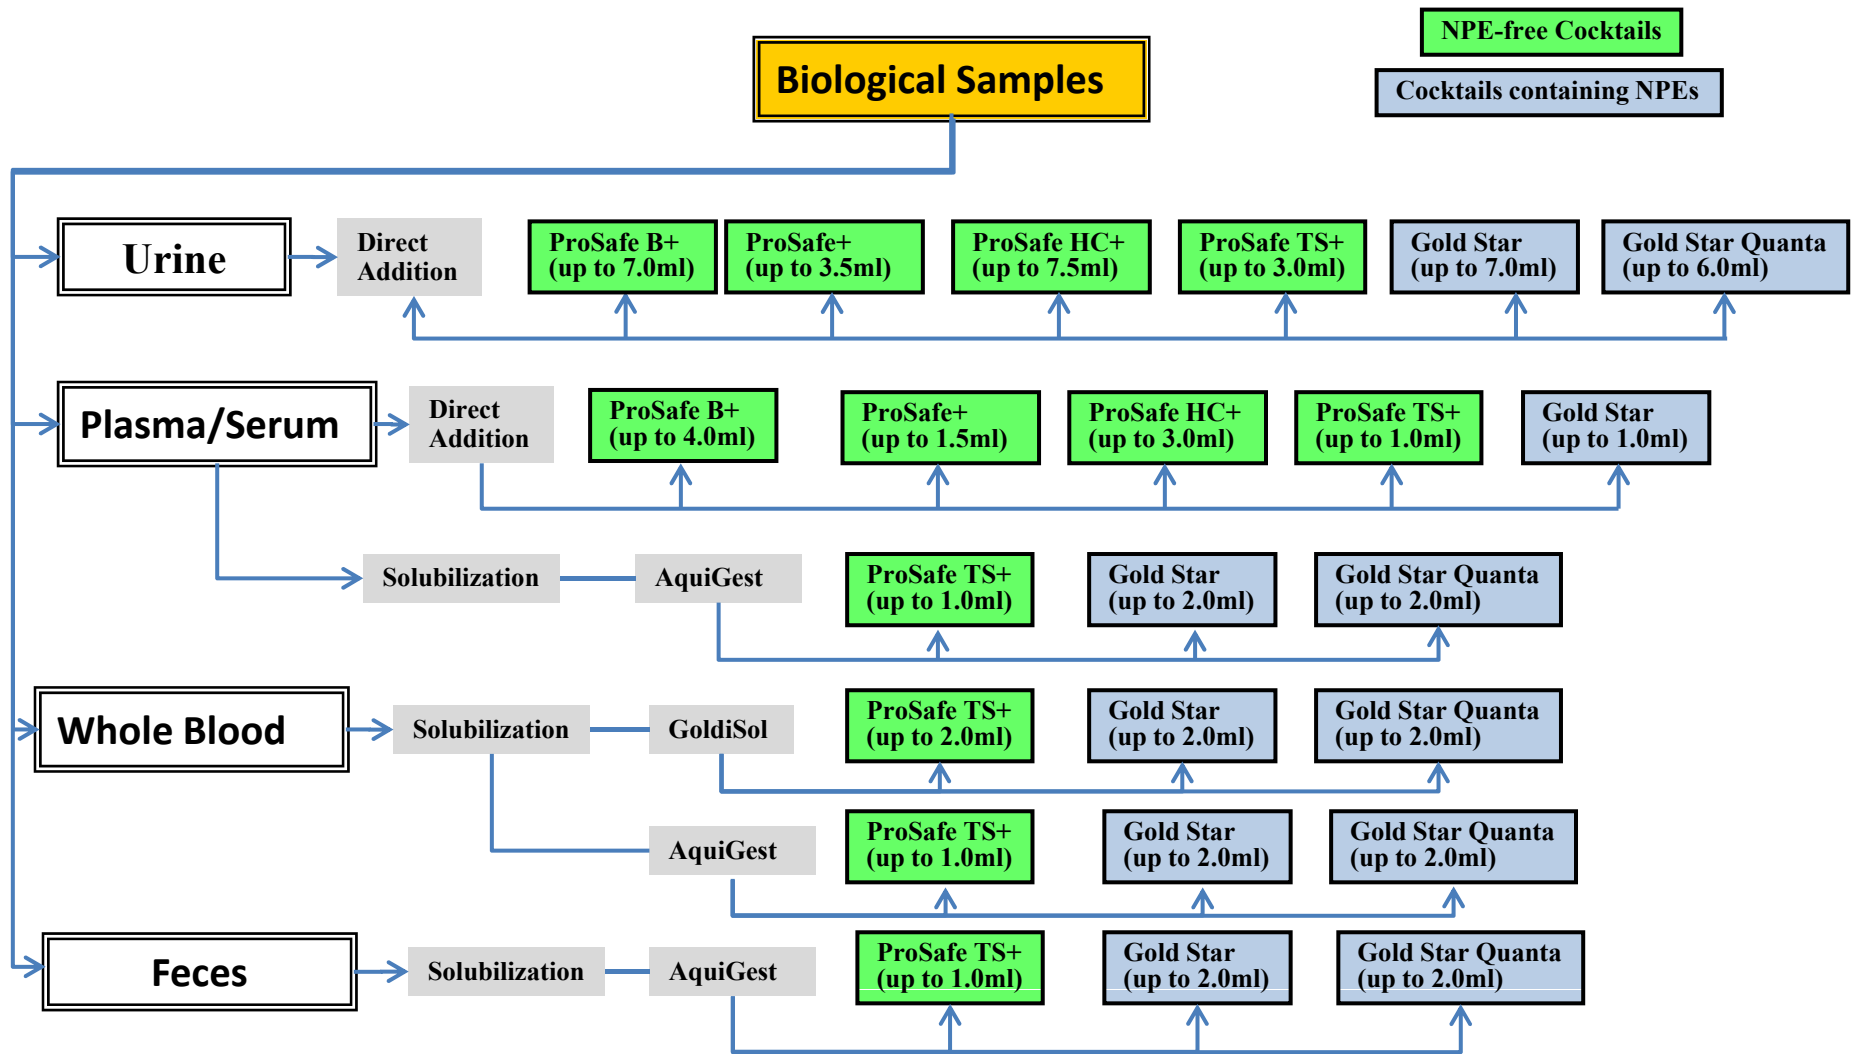 NPE-free Cocktails
Biological Samples
Cocktails containing NPEs
Urine
Direct
Addition
ProSafe B+
(up to 7.0ml)
ProSafe+
(up to 3.5ml)
ProSafe HC+
(up to 7.5ml)
ProSafe TS+
(up to 3.0ml)
Gold Star
(up to 7.0ml)
Gold Star Quanta
(up to 6.0ml)
Plasma/Serum
Direct
Addition
ProSafe B+
(up to 4.0ml)
ProSafe+
(up to 1.5ml)
ProSafe HC+
(up to 3.0ml)
ProSafe TS+
(up to 1.0ml)
Gold Star
(up to 1.0ml)
Solubilization
AquiGest
ProSafe TS+
(up to 1.0ml)
Gold Star
(up to 2.0ml)
Gold Star Quanta
(up to 2.0ml)
Whole Blood
Solubilization
GoldiSol
ProSafe TS+
(up to 2.0ml)
Gold Star
(up to 2.0ml)
Gold Star Quanta
(up to 2.0ml)
AquiGest
ProSafe TS+
(up to 1.0ml)
Gold Star
(up to 2.0ml)
Gold Star Quanta
(up to 2.0ml)
Feces
Solubilization
AquiGest
ProSafe TS+
(up to 1.0ml)
Gold Star
(up to 2.0ml)
Gold Star Quanta
(up to 2.0ml)